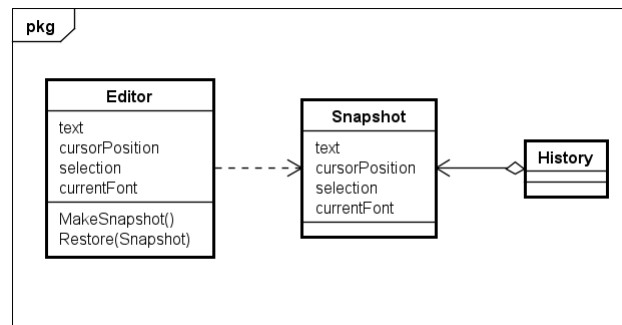 pkg
Editor
text
cursorPosition
selection
currentFont
MakeSnapshot()
Restore(Snapshot)
Snapshot
text
cursorPosition
selection
currentFont
History